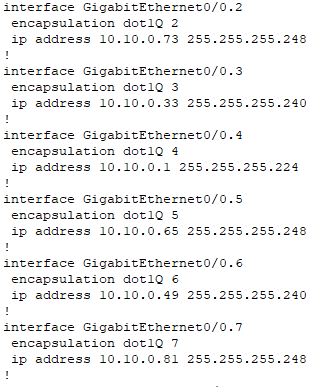 interface GigabitEthernet0/0.2
encapsulation dot1Q 2
ip address 10.10.0.73 255.255.255.248
!
interface GigabitEthernet0/0.3
encapsulation dot1Q 3
ip address 10.10.0.33 255.255.255.240
!
interface GigabitEthernet0/0.4
encapsulation dot1Q 4
ip address 10.10.0.1 255.255.255.224
!
interface GigabitEthernet0/0.5
encapsulation dot1Q 5
ip address 10.10.0.65 255.255.255.248
!
interface GigabitEthernet0/0.6
encapsulation dot1Q 6
ip address 10.10.0.49 255.255.255.240
!
interface GigabitEthernet0/0.7
encapsulation dot1Q 7
ip address 10.10.0.81 255.255.255.248
!